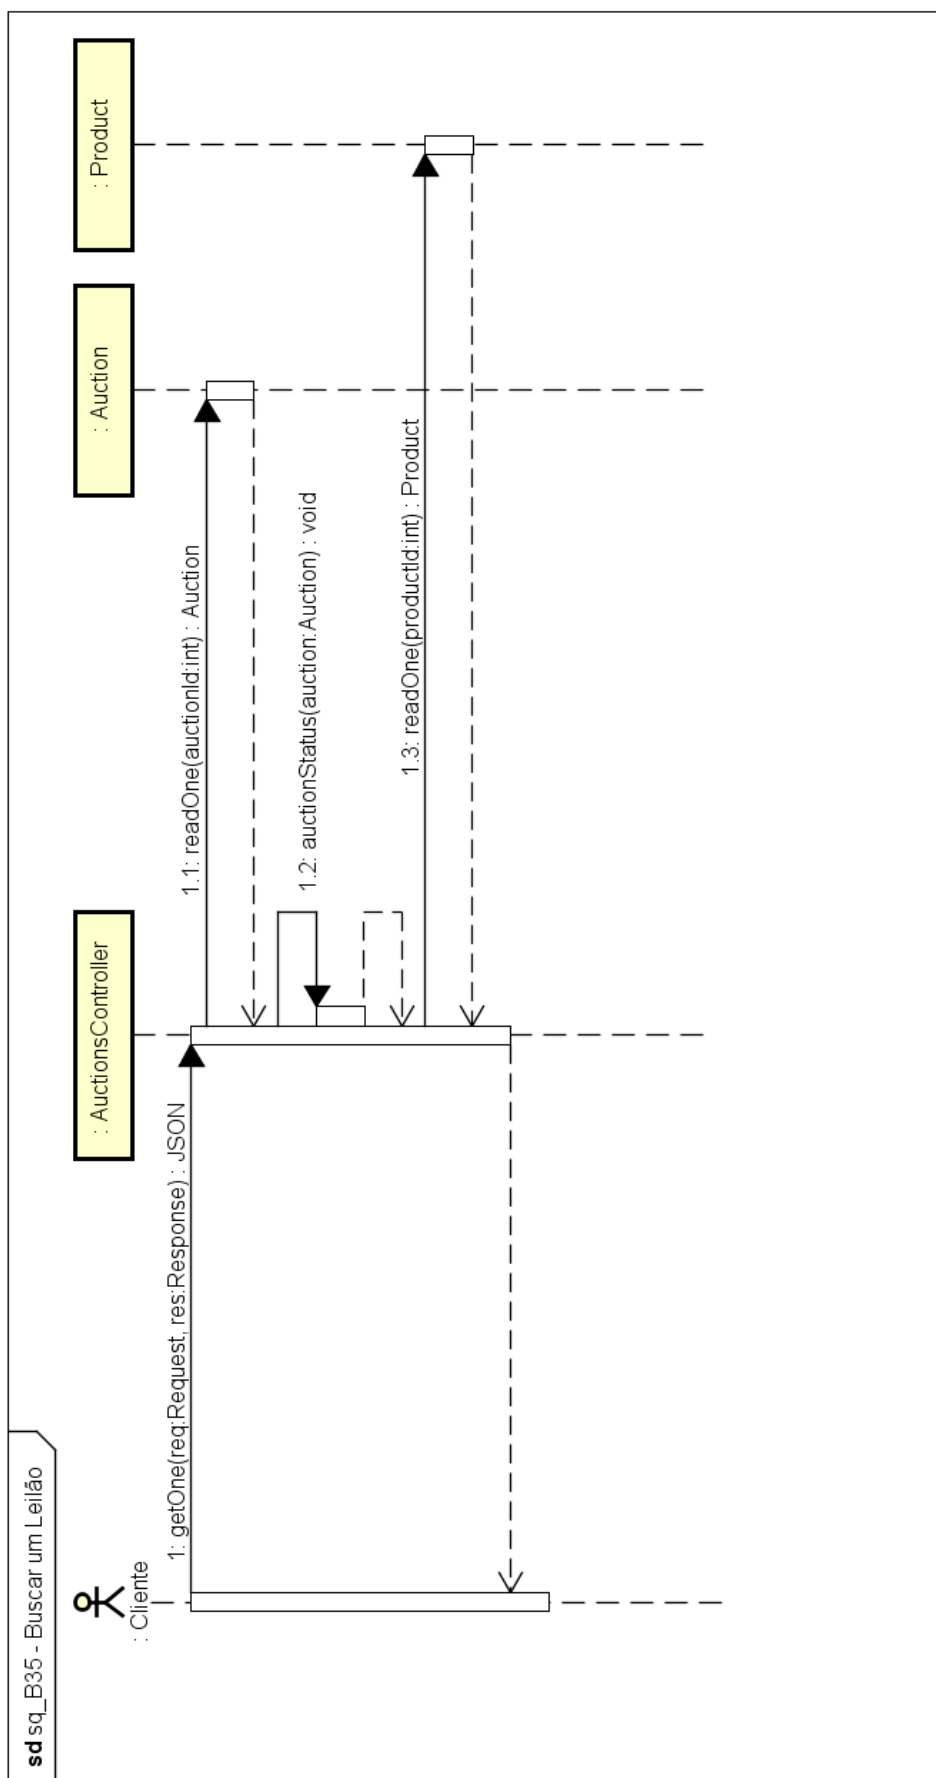 sd sq_B35 - Buscar um Leilão
: Cliente
: AuctionsController
: Auction
: Product
1: getOne(req:Request, res:Response) : JSON
1.1: readOne(auctionId:int) : Auction
1.2: auctionStatus(auction:Auction) : void
1.3: readOne(productId:int) : Product